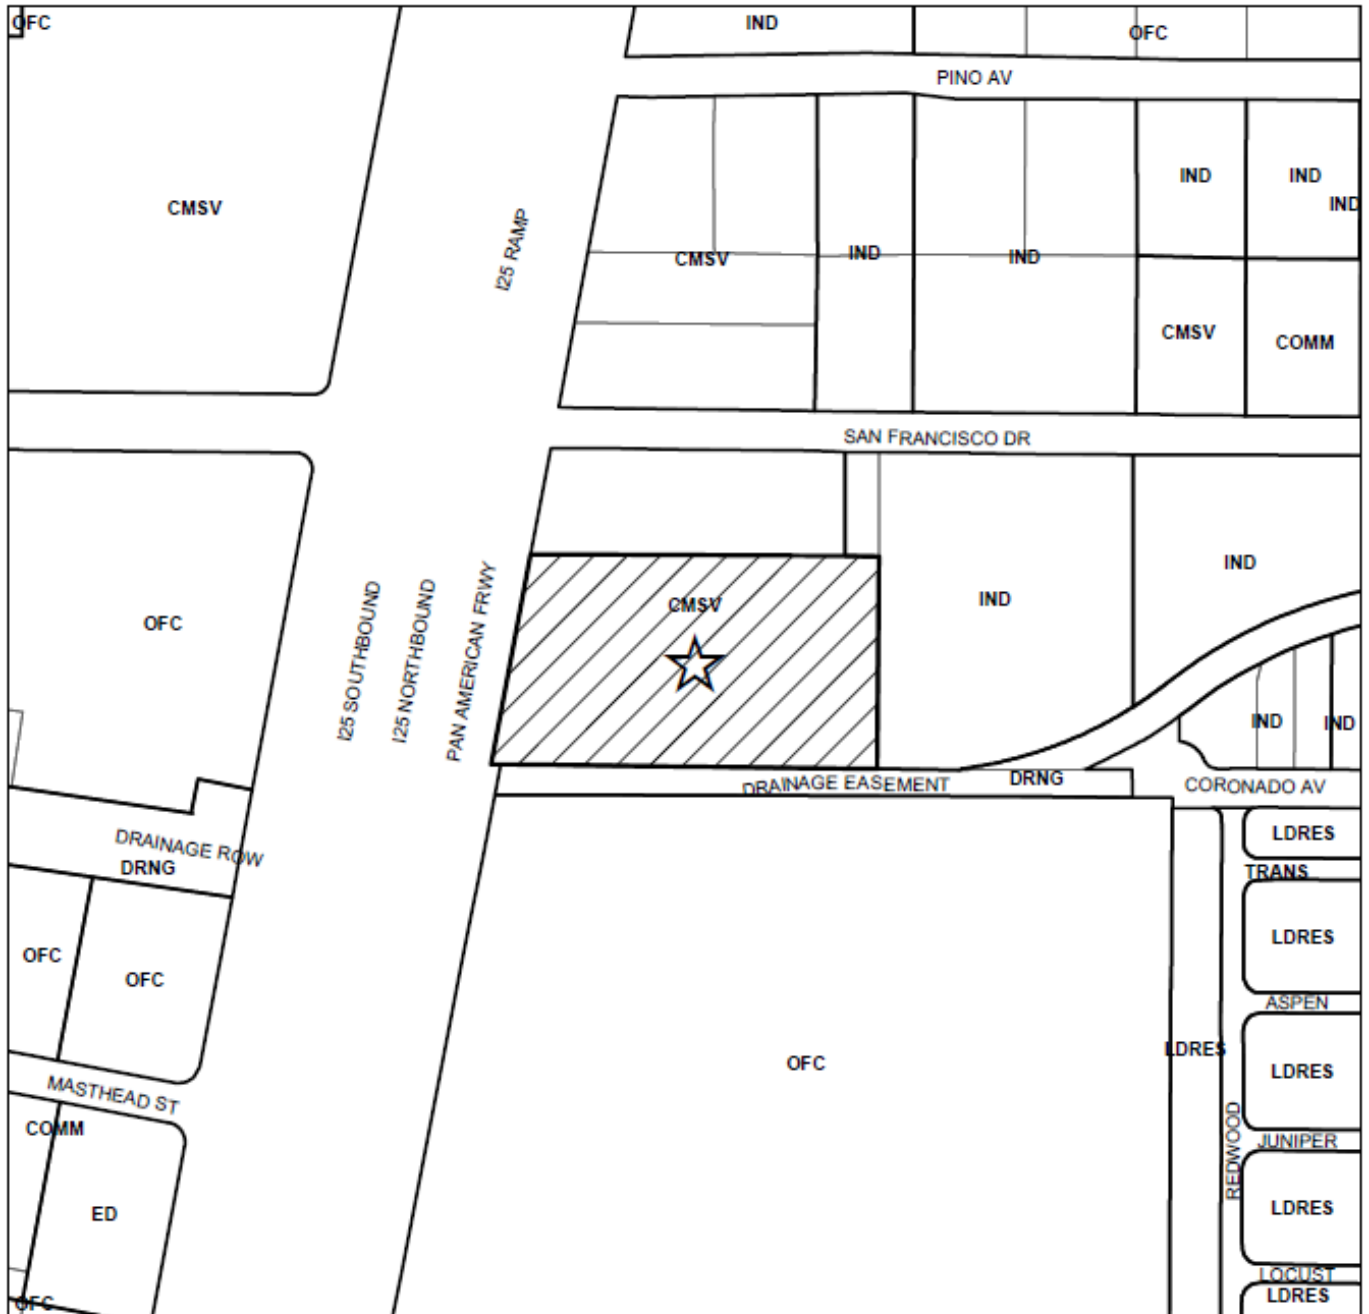 OFC
IND
OFC
PINO AV
CMSV
I25 RAMP
CMSV
IND
IND
IND
IND
IND
CMSV
COMM
SAN FRANCISCO DR
OFC
I25 SOUTHBOUND
I25 NORTHBOUND
PAN AMERICAN FRWY
CMSV
IND
IND
IND
IND
DRAINAGE EASEMENT
DRNG
CORONADO AV
DRAINAGE ROW
DRNG
LDRES
TRANS
LDRES
OFC
OFC
ASPEN
OFC
LDRES
LDRES
MASTHEAD ST
COMM
REDWOOD
JUNIPER
ED
LDRES
LOCUST
OFC
LDRES